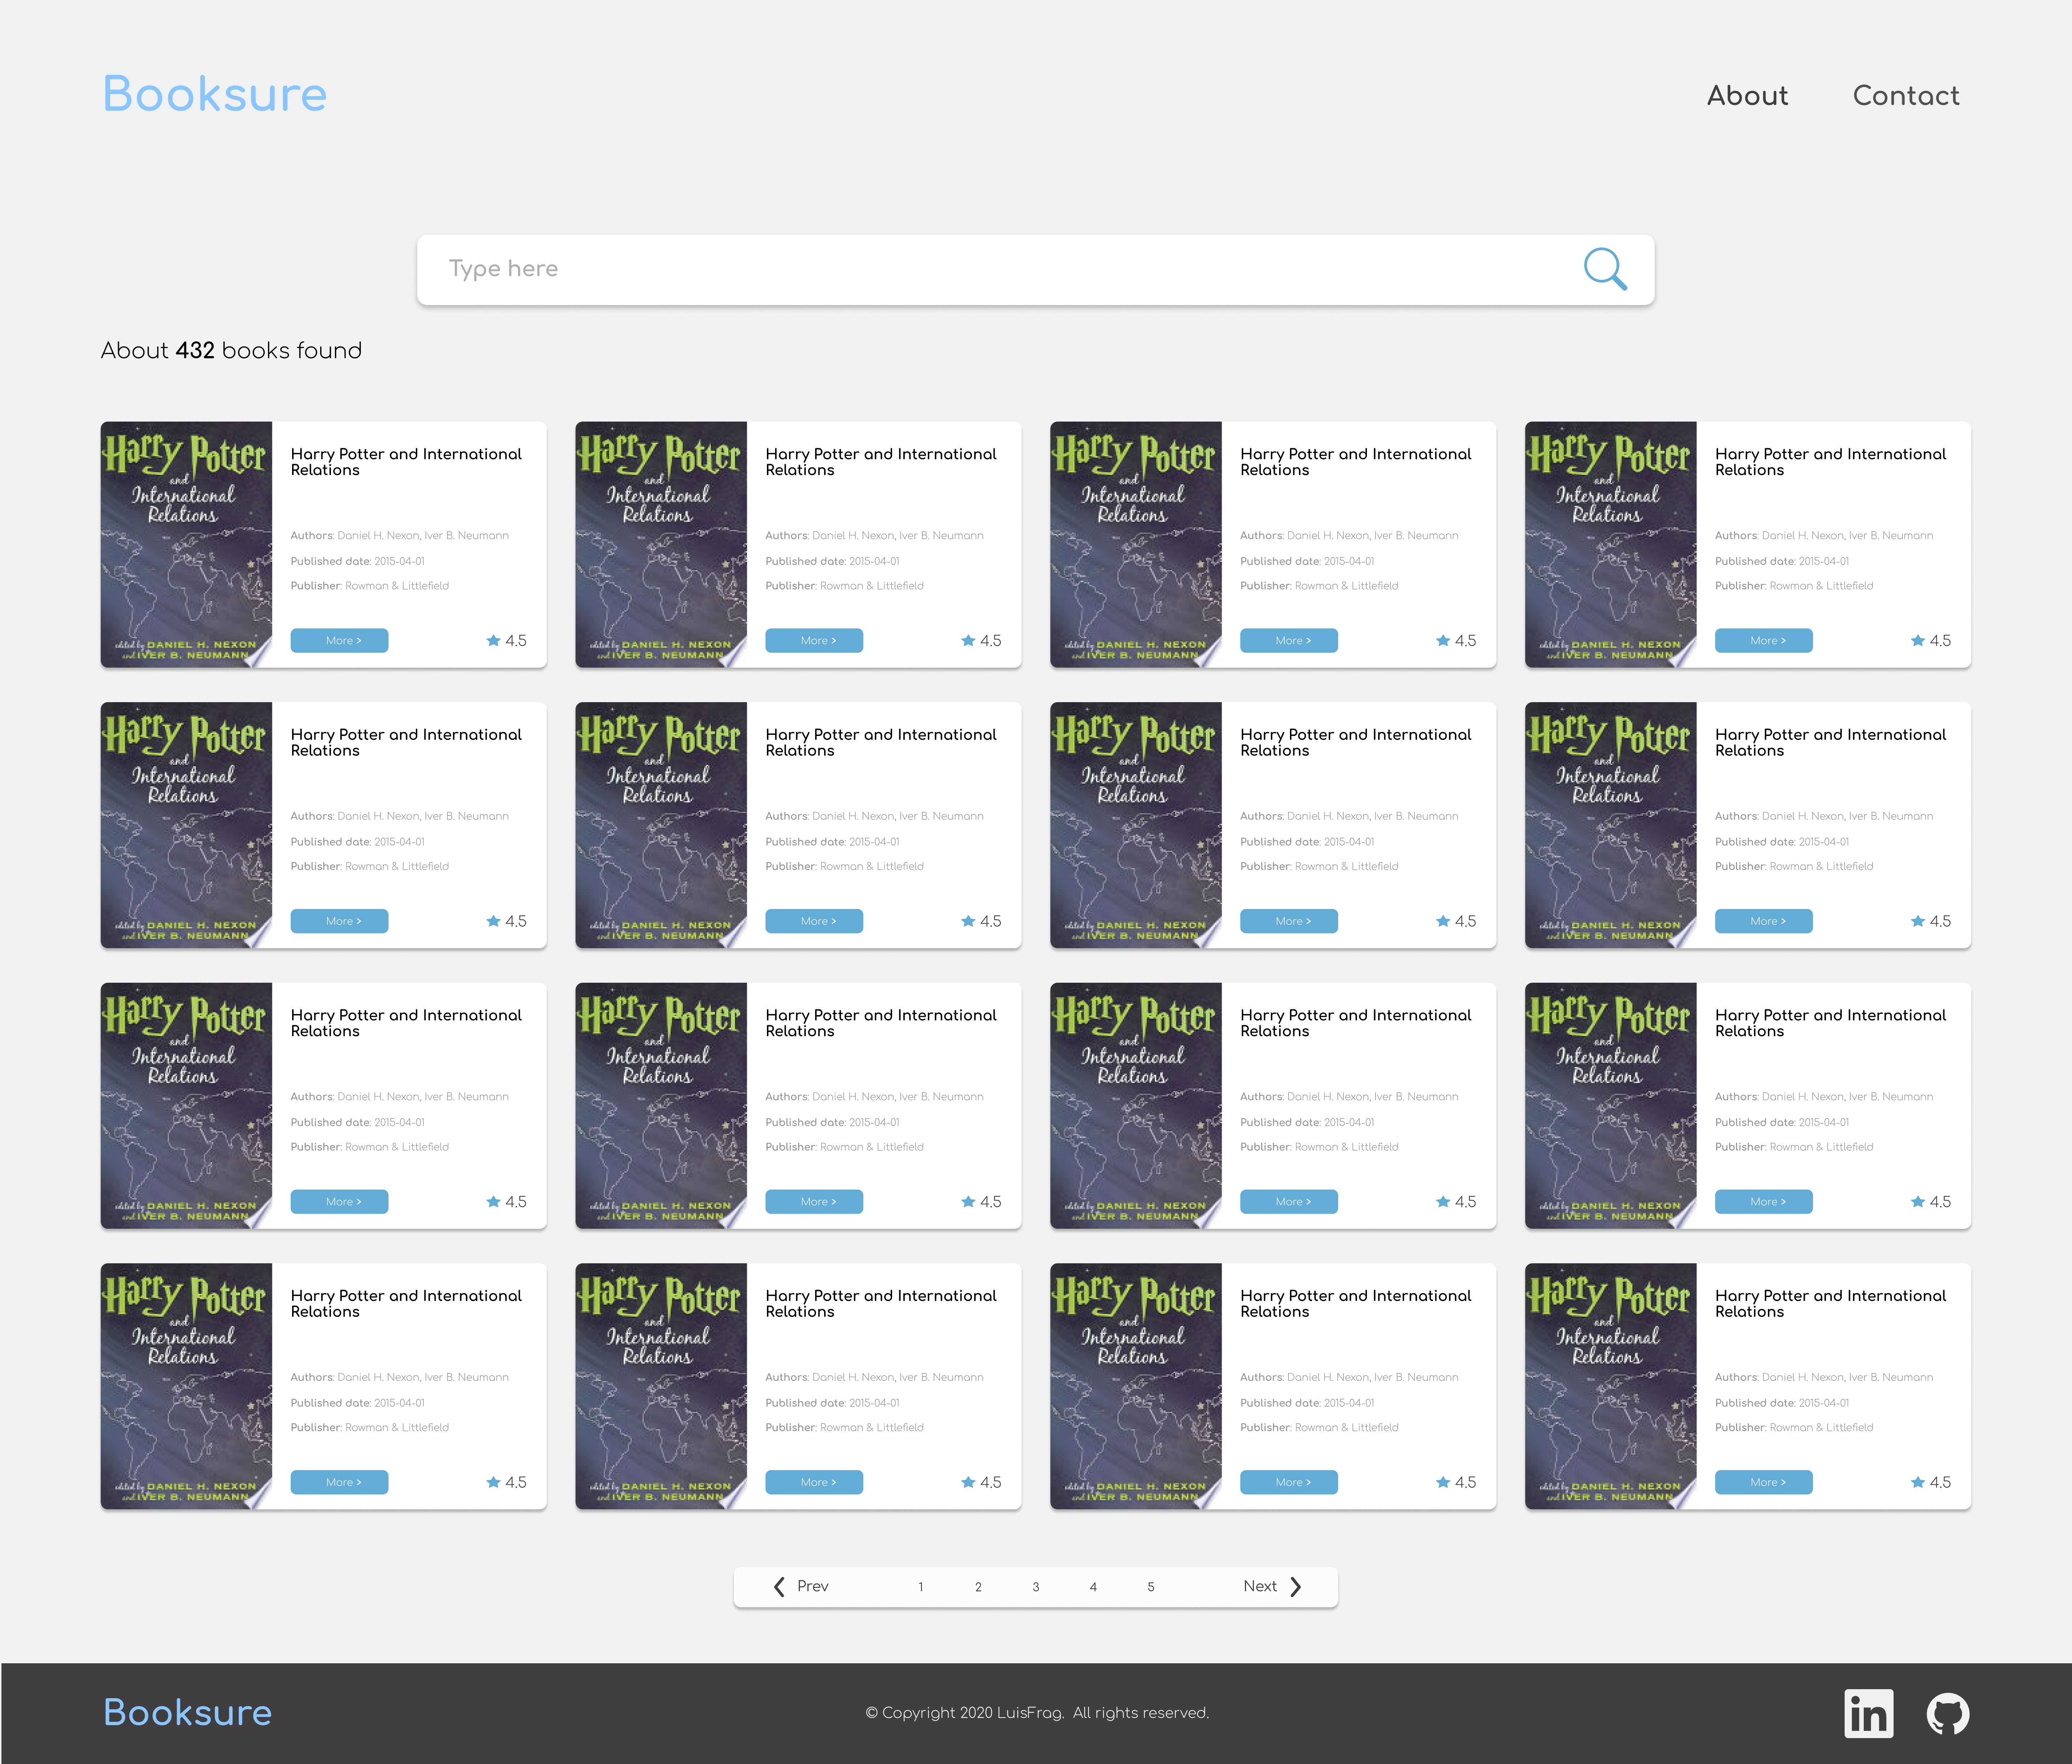 Booksure
About Contact
Type here
About 432 books found
Harry Potter
and
International
Relations
edited by DANIEL H. NEXON
and IVER B. NEUMANN
Harry Potter and International
Relations
Authors: Daniel H. Nexon, Iver B. Neumann
Published date: 2015-04-01
Publisher: Rowman & Littlefield
More >
4.5
Harry Potter
and
International
Relations
edited by DANIEL H. NEXON
and IVER B. NEUMANN
Harry Potter and International
Relations
Authors: Daniel H. Nexon, Iver B. Neumann
Published date: 2015-04-01
Publisher: Rowman & Littlefield
More >
4.5
Harry Potter
and
International
Relations
edited by DANIEL H. NEXON
and IVER B. NEUMANN
Harry Potter and International
Relations
Authors: Daniel H. Nexon, Iver B. Neumann
Published date: 2015-04-01
Publisher: Rowman & Littlefield
More >
4.5
Harry Potter
and
International
Relations
edited by DANIEL H. NEXON
and IVER B. NEUMANN
Harry Potter and International
Relations
Authors: Daniel H. Nexon, Iver B. Neumann
Published date: 2015-04-01
Publisher: Rowman & Littlefield
More >
4.5
Harry Potter
and
International
Relations
edited by DANIEL H. NEXON
and IVER B. NEUMANN
Harry Potter and International
Relations
Authors: Daniel H. Nexon, Iver B. Neumann
Published date: 2015-04-01
Publisher: Rowman & Littlefield
More >
4.5
Harry Potter
and
International
Relations
edited by DANIEL H. NEXON
and IVER B. NEUMANN
Harry Potter and International
Relations
Authors: Daniel H. Nexon, Iver B. Neumann
Published date: 2015-04-01
Publisher: Rowman & Littlefield
More >
4.5
Harry Potter
and
International
Relations
edited by DANIEL H. NEXON
and IVER B. NEUMANN
Harry Potter and International
Relations
Authors: Daniel H. Nexon, Iver B. Neumann
Published date: 2015-04-01
Publisher: Rowman & Littlefield
More >
4.5
Harry Potter
and
International
Relations
edited by DANIEL H. NEXON
and IVER B. NEUMANN
Harry Potter and International
Relations
Authors: Daniel H. Nexon, Iver B. Neumann
Published date: 2015-04-01
Publisher: Rowman & Littlefield
More >
4.5
Harry Potter
and
International
Relations
edited by DANIEL H. NEXON
and IVER B. NEUMANN
Harry Potter and International
Relations
Authors: Daniel H. Nexon, Iver B. Neumann
Published date: 2015-04-01
Publisher: Rowman & Littlefield
More >
4.5
Harry Potter
and
International
Relations
edited by DANIEL H. NEXON
and IVER B. NEUMANN
Harry Potter and International
Relations
Authors: Daniel H. Nexon, Iver B. Neumann
Published date: 2015-04-01
Publisher: Rowman & Littlefield
More >
4.5
Harry Potter
and
International
Relations
edited by DANIEL H. NEXON
and IVER B. NEUMANN
Harry Potter and International
Relations
Authors: Daniel H. Nexon, Iver B. Neumann
Published date: 2015-04-01
Publisher: Rowman & Littlefield
More >
4.5
Harry Potter
and
International
Relations
edited by DANIEL H. NEXON
and IVER B. NEUMANN
Harry Potter and International
Relations
Authors: Daniel H. Nexon, Iver B. Neumann
Published date: 2015-04-01
Publisher: Rowman & Littlefield
More >
4.5
Harry Potter
and
International
Relations
edited by DANIEL H. NEXON
and IVER B. NEUMANN
Harry Potter and International
Relations
Authors: Daniel H. Nexon, Iver B. Neumann
Published date: 2015-04-01
Publisher: Rowman & Littlefield
More >
4.5
Harry Potter
and
International
Relations
edited by DANIEL H. NEXON
and IVER B. NEUMANN
Harry Potter and International
Relations
Authors: Daniel H. Nexon, Iver B. Neumann
Published date: 2015-04-01
Publisher: Rowman & Littlefield
More >
4.5
Harry Potter
and
International
Relations
edited by DANIEL H. NEXON
and IVER B. NEUMANN
Harry Potter and International
Relations
Authors: Daniel H. Nexon, Iver B. Neumann
Published date: 2015-04-01
Publisher: Rowman & Littlefield
More >
4.5
Harry Potter
and
International
Relations
edited by DANIEL H. NEXON
and IVER B. NEUMANN
Harry Potter and International
Relations
Authors: Daniel H. Nexon, Iver B. Neumann
Published date: 2015-04-01
Publisher: Rowman & Littlefield
More >
4.5
Prev 1 2 3 4 5 Next
Booksure
© Copyright 2020 LuisFrag. All rights reserved.
in